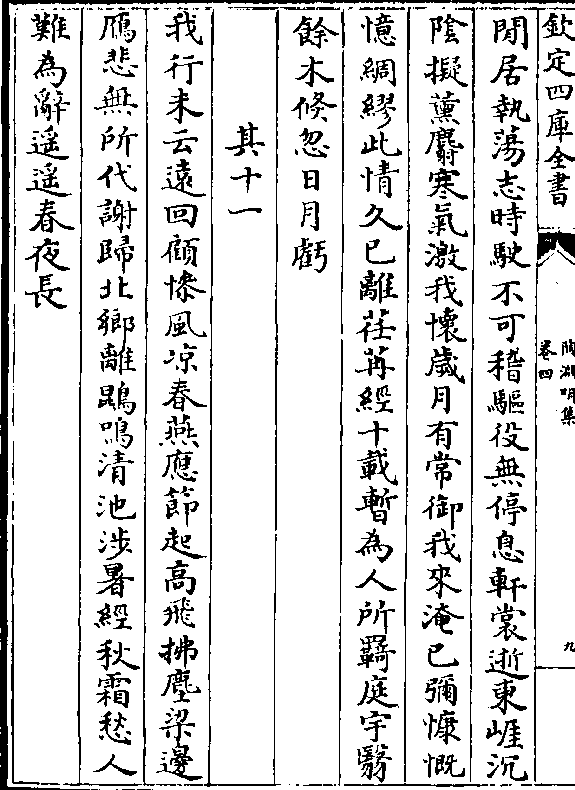 欽定四庫全書
陶淵明集
卷四
九
閒居執蕩志時駛不可稽驅役無停息軒裳逝東崕沉
陰擬薰麝寒氣激我懷歲月有常御我來淹已彌慷慨
憶綢繆此情久已離荏苒經十載暫為人所羇庭宇翳
餘木倐忽日月虧
其十一
我行未云遠回顧慘風凉春燕應節起高飛拂塵梁邊
鴈悲無所代謝歸北鄉離鵾鳴清池渉暑經秋霜愁人
難為辭遥遥春夜長